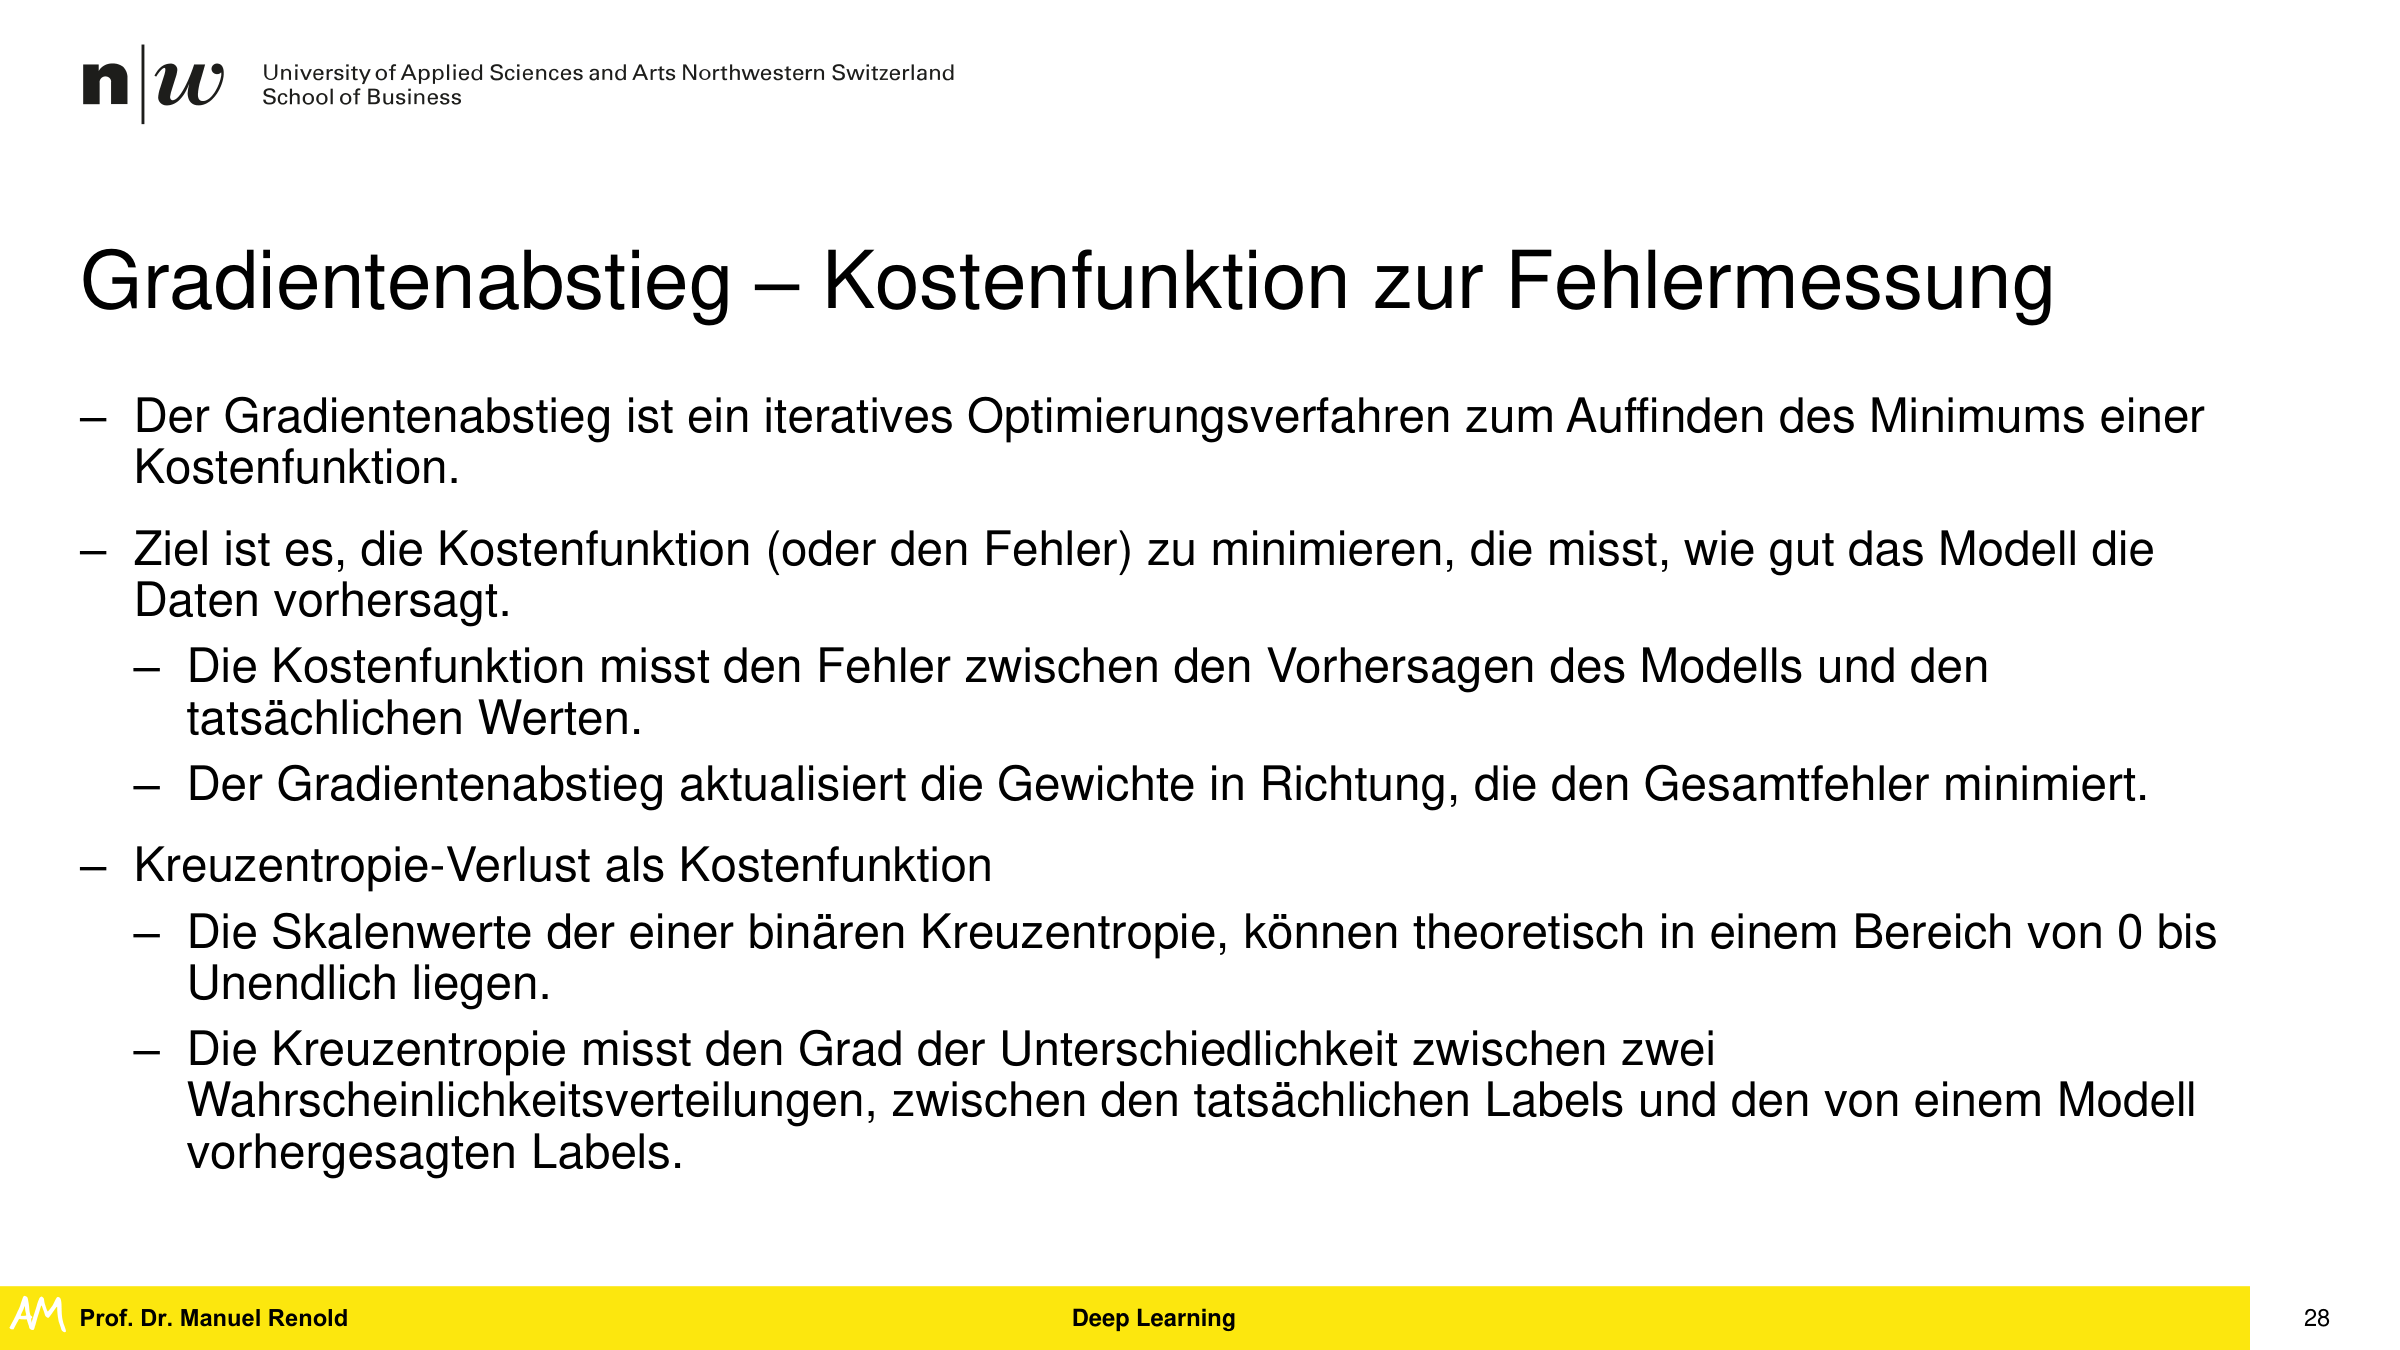 n|w University of Applied Sciences and Arts Northwestern Switzerland
School of Business
Gradientenabstieg – Kostenfunktion zur Fehlermessung
– Der Gradientenabstieg ist ein iteratives Optimierungsverfahren zum Auffinden des Minimums einer
Kostenfunktion.
– Ziel ist es, die Kostenfunktion (oder den Fehler) zu minimieren, die misst, wie gut das Modell die
Daten vorhersagt.
– Die Kostenfunktion misst den Fehler zwischen den Vorhersagen des Modells und den
tatsächlichen Werten.
– Der Gradientenabstieg aktualisiert die Gewichte in Richtung, die den Gesamtfehler minimiert.
– Kreuzentropie-Verlust als Kostenfunktion
– Die Skalenwerte der einer binären Kreuzentropie, können theoretisch in einem Bereich von 0 bis
Unendlich liegen.
– Die Kreuzentropie misst den Grad der Unterschiedlichkeit zwischen zwei
Wahrscheinlichkeitsverteilungen, zwischen den tatsächlichen Labels und den von einem Modell
vorhergesagten Labels.
AM Prof. Dr. Manuel Renold Deep Learning 28